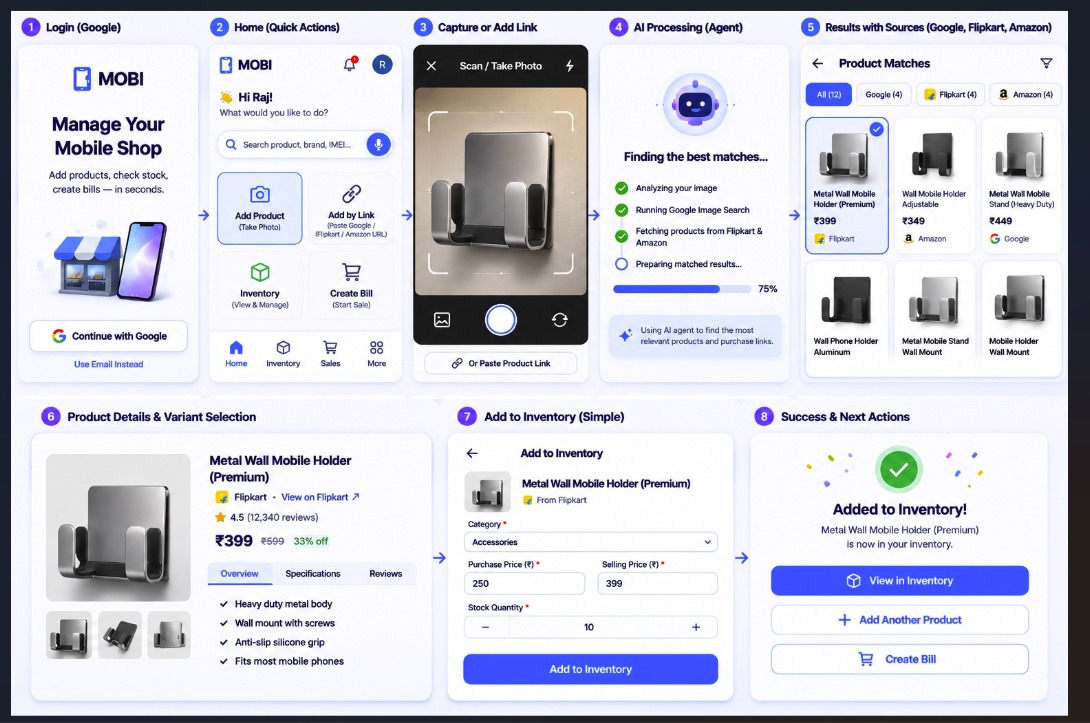 1 Login (Google)
MOBI
Manage Your
Mobile Shop
Add products, check stock,
create bills — in seconds.
Continue with Google
Use Email Instead
2 Home (Quick Actions)
MOBI
R
👋 Hi Raj!
What would you like to do?
Search product, brand, IMEI...
Add Product
(Take Photo)
Add by Link
(Paste Google /
(Flipkart / Amazon URL)
Inventory
(View & Manage)
Create Bill
(Start Sale)
Home
Inventory
Sales
More
3 Capture or Add Link
Scan / Take Photo
Or Paste Product Link
4 AI Processing (Agent)
Finding the best matches...
Analyzing your image
Running Google Image Search
Fetching products from Flipkart &
Amazon
Preparing matched results...
75%
Using AI agent to find the most
relevant products and purchase links.
5 Results with Sources (Google, Flipkart, Amazon)
Product Matches
All (12)
Google (4)
Flipkart (4)
Amazon (4)
Metal Wall Mobile
Holder (Premium)
₹399
Flipkart
Wall Mobile Holder
Adjustable
₹349
Amazon
Metal Wall Mobile
Stand (Heavy Duty)
₹449
Google
Wall Phone Holder
Aluminum
Metal Mobile Stand
Wall Mount
Mobile Holder
Wall Mount
6 Product Details & Variant Selection
Metal Wall Mobile Holder
(Premium)
Flipkart • View on Flipkart ↗
4.5 (12,340 reviews)
₹399 ₹599 33% off
Overview
Specifications
Reviews
Heavy duty metal body
Wall mount with screws
Anti-slip silicone grip
Fits most mobile phones
7 Add to Inventory (Simple)
Add to Inventory
Metal Wall Mobile Holder (Premium)
From Flipkart
Category *
Accessories
Purchase Price (₹) *
Selling Price (₹) *
250
399
Stock Quantity *
− 10 +
Add to Inventory
8 Success & Next Actions
Added to Inventory!
Metal Wall Mobile Holder (Premium)
is now in your inventory.
View in Inventory
Add Another Product
Create Bill